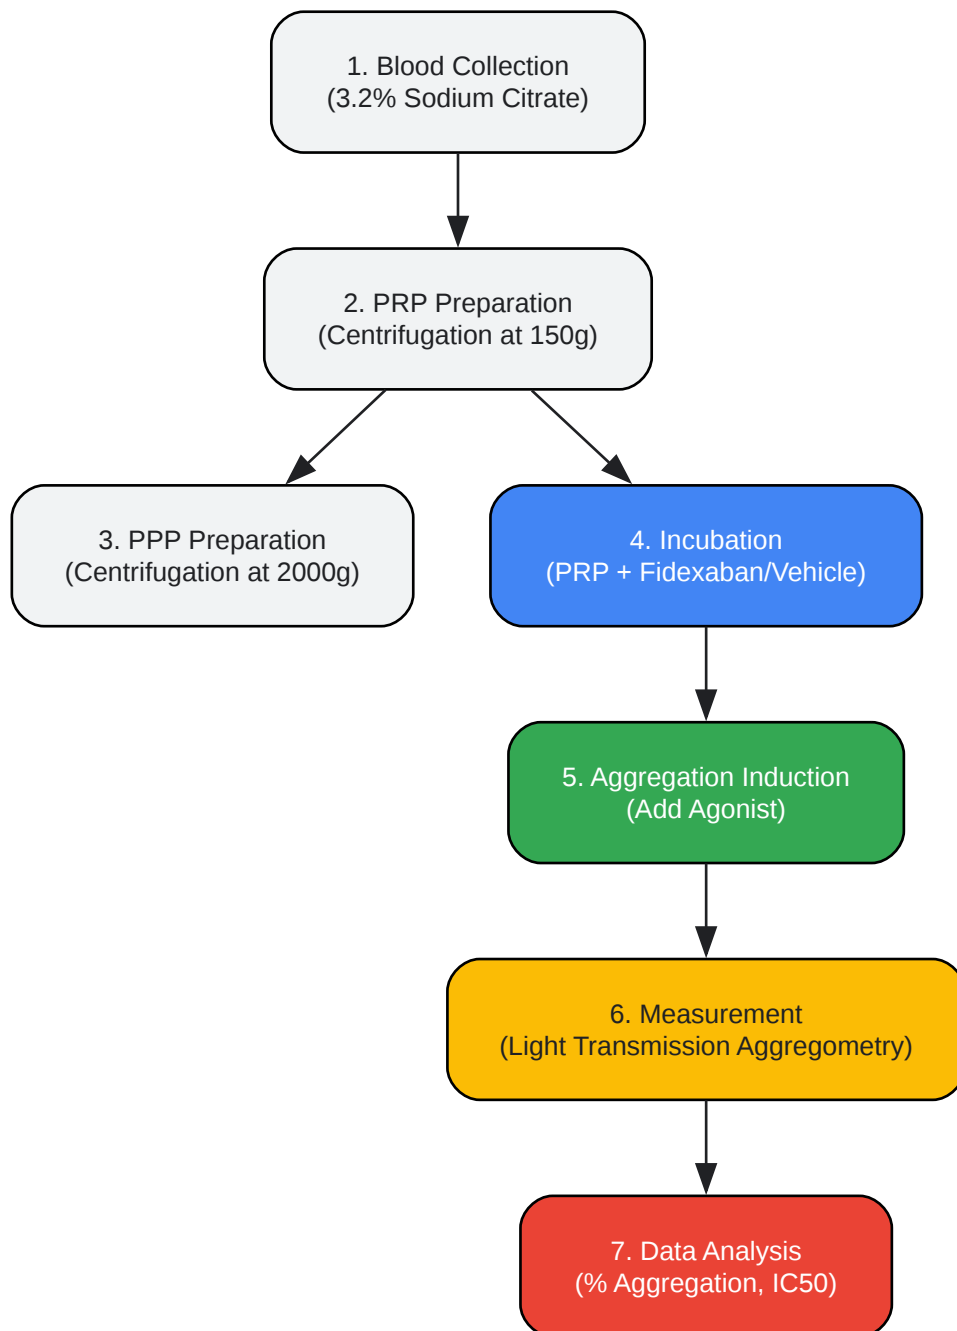 1. Blood Collection
(3.2% Sodium Citrate)
2. PRP Preparation
(Centrifugation at 150g)
3. PPP Preparation
(Centrifugation at 2000g)
4. Incubation
(PRP + Fidexaban/Vehicle)
5. Aggregation Induction
(Add Agonist)
6. Measurement
(Light Transmission Aggregometry)
7. Data Analysis
(% Aggregation, IC50)